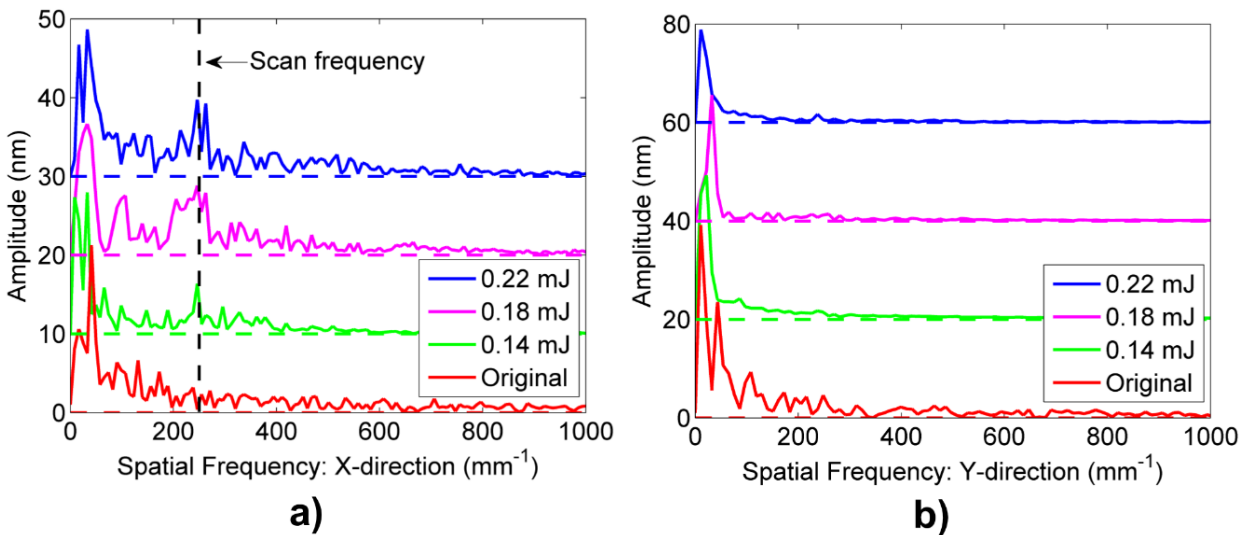 50
40
30
20
10
0
Amplitude (nm)
Scan frequency
0.22 mJ
0.18 mJ
0.14 mJ
Original
0 200 400 600 800 1000
Spatial Frequency: X-direction (mm⁻¹)
a)
80
60
40
20
0
Amplitude (nm)
0.22 mJ
0.18 mJ
0.14 mJ
Original
0 200 400 600 800 1000
Spatial Frequency: Y-direction (mm⁻¹)
b)